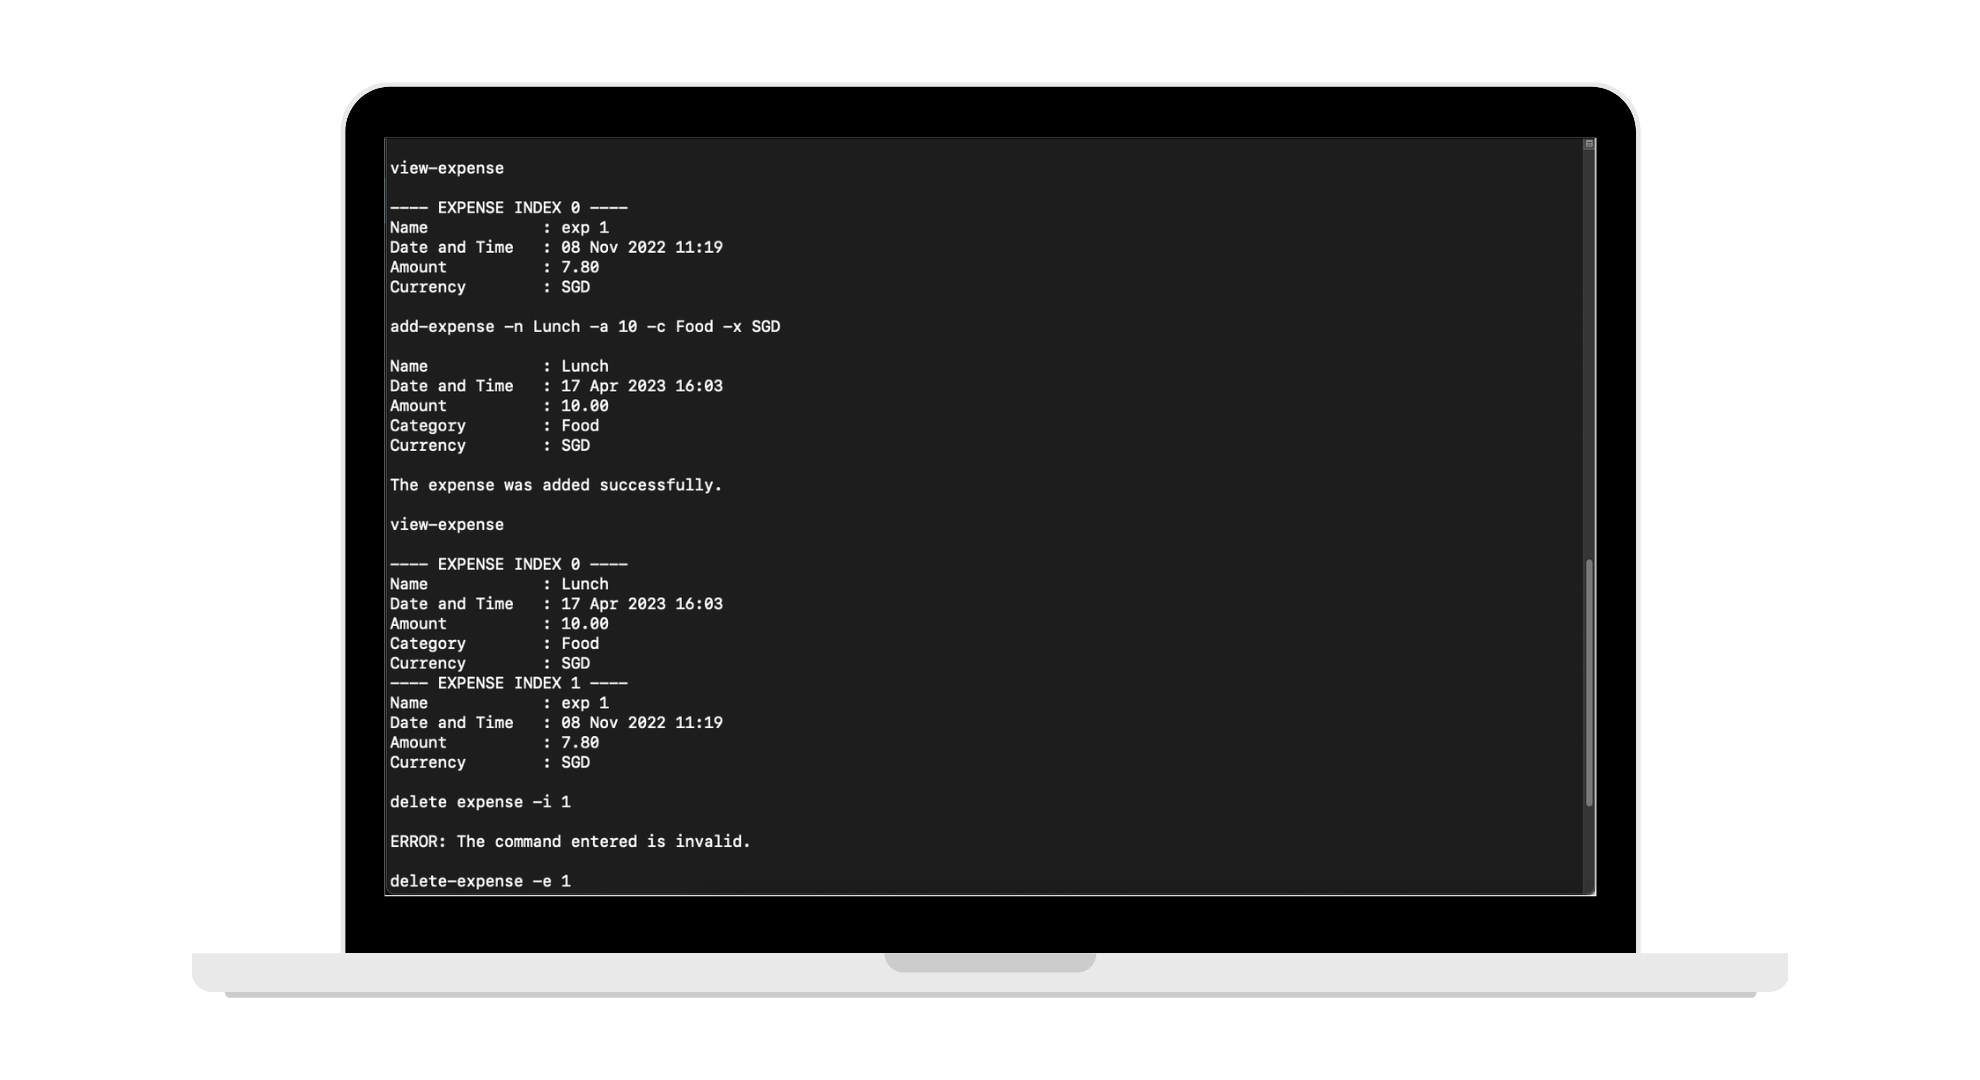 view-expense
---- EXPENSE INDEX 0 ----
Name            : exp 1
Date and Time   : 08 Nov 2022 11:19
Amount          : 7.80
Currency        : SGD
add-expense -n Lunch -a 10 -c Food -x SGD
Name            : Lunch
Date and Time   : 17 Apr 2023 16:03
Amount          : 10.00
Category        : Food
Currency        : SGD
The expense was added successfully.
view-expense
---- EXPENSE INDEX 0 ----
Name            : Lunch
Date and Time   : 17 Apr 2023 16:03
Amount          : 10.00
Category        : Food
Currency        : SGD
---- EXPENSE INDEX 1 ----
Name            : exp 1
Date and Time   : 08 Nov 2022 11:19
Amount          : 7.80
Currency        : SGD
delete expense -i 1
ERROR: The command entered is invalid.
delete-expense -e 1